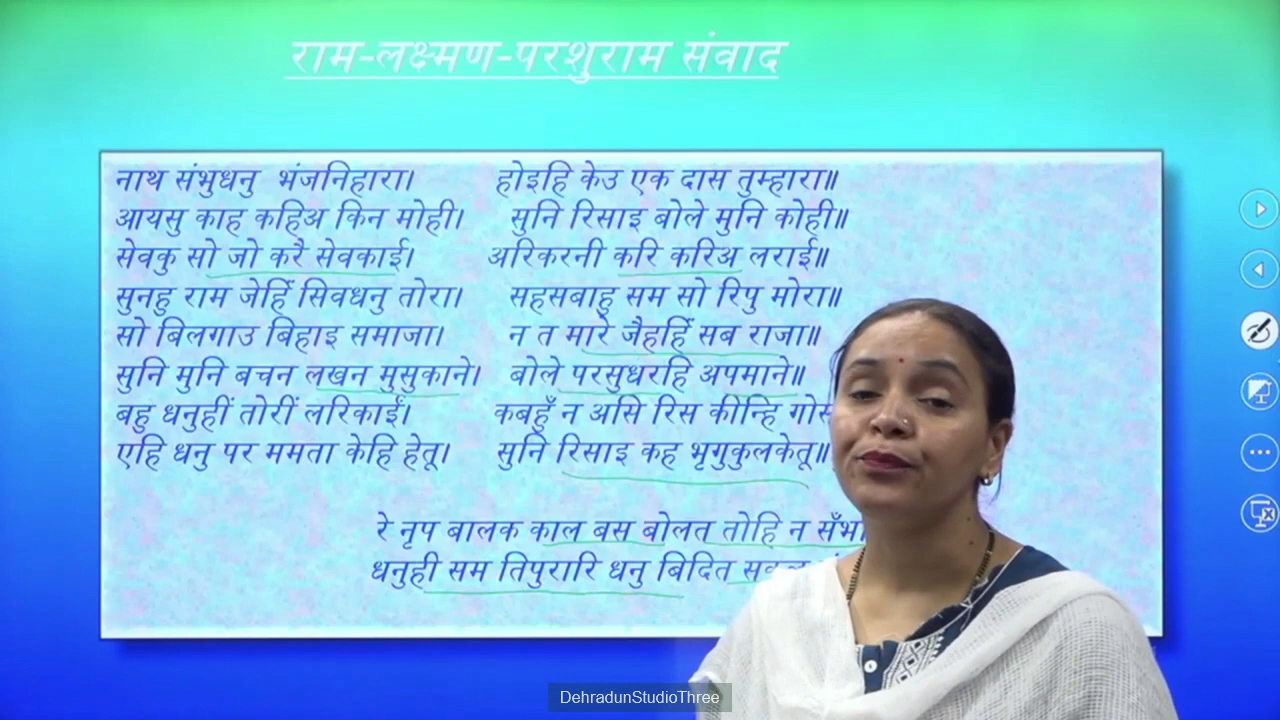 राम-लक्ष्मण-परशुराम संवाद
नाथ संभुधनु भंजनिहारा। होइहि केउ एक दास तुम्हारा॥
आयसु काह कहिअ किन मोही। सुनि रिसाइ बोले मुनि कोही॥
सेवकु सो जो करै सेवकाई। अरिकरनी करि करिअ लराई॥
सुनहु राम जेहिं सिवधनु तोरा। सहसबाहु सम सो रिपु मोरा॥
सो बिलगाउ बिहाइ समाजा। न त मारे जैहहिं सब राजा॥
सुनि मुनि बचन लखन मुसुकाने। बोले परसुधरहि अपमाने॥
बहु धनुहीं तोरीं लरिकाईं। कबहुँ न असि रिस कीन्हि
एहि धनु पर ममता केहि हेतू। सुनि रिसाइ कह भृगुकुलकेतू॥
रे नृप बालक काल बस बोलत तोहि न
धनुही सम तिपुरारि धनु बिदित
DehradunStudioThree